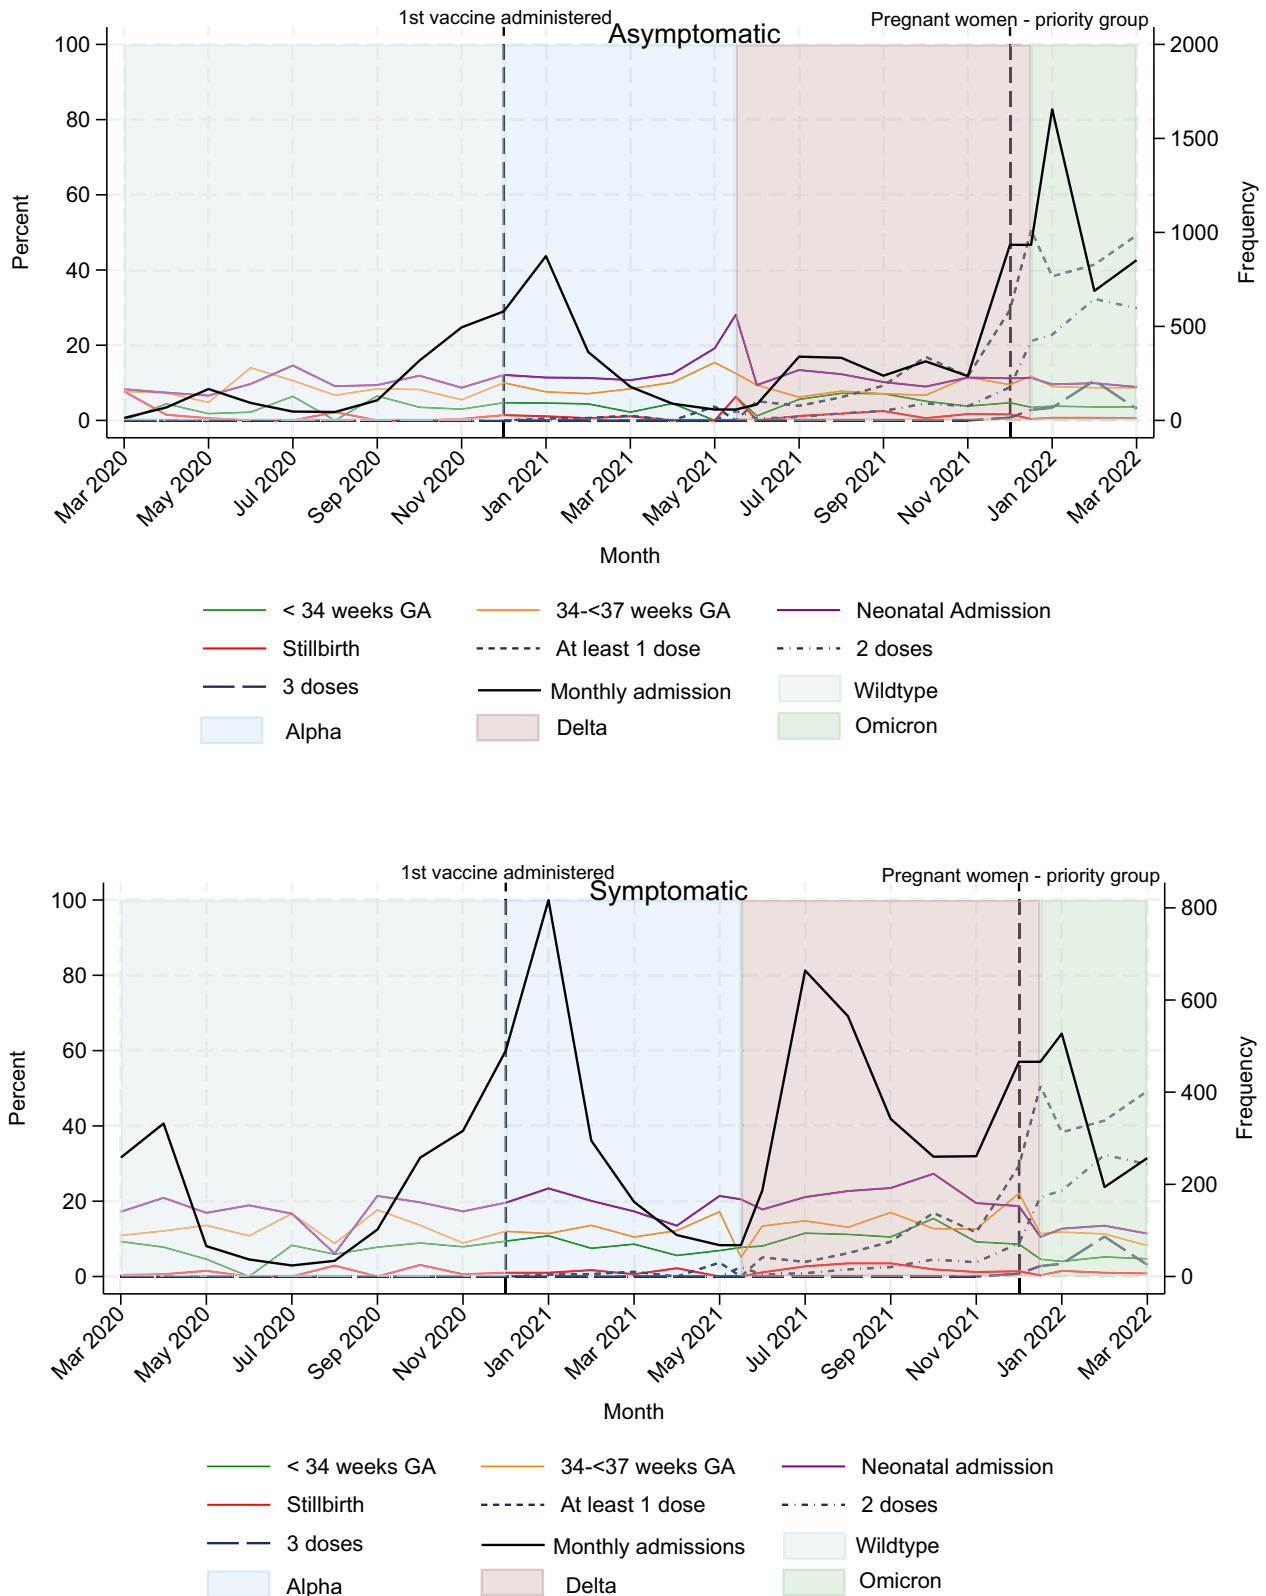 1st vaccine administered
Pregnant women - priority group
Asymptomatic
100
80
60
40
20
0
Percent
2000
1500
1000
500
0
Frequency
Mar 2020
May 2020
Jul 2020
Sep 2020
Nov 2020
Jan 2021
Mar 2021
May 2021
Jul 2021
Sep 2021
Nov 2021
Jan 2022
Mar 2022
Month
< 34 weeks GA
34-<37 weeks GA
Neonatal Admission
Stillbirth
At least 1 dose
2 doses
3 doses
Monthly admission
Wildtype
Alpha
Delta
Omicron
1st vaccine administered
Pregnant women - priority group
Symptomatic
100
80
60
40
20
0
Percent
800
600
400
200
0
Frequency
Mar 2020
May 2020
Jul 2020
Sep 2020
Nov 2020
Jan 2021
Mar 2021
May 2021
Jul 2021
Sep 2021
Nov 2021
Jan 2022
Mar 2022
Month
< 34 weeks GA
34-<37 weeks GA
Neonatal admission
Stillbirth
At least 1 dose
2 doses
3 doses
Monthly admissions
Wildtype
Alpha
Delta
Omicron